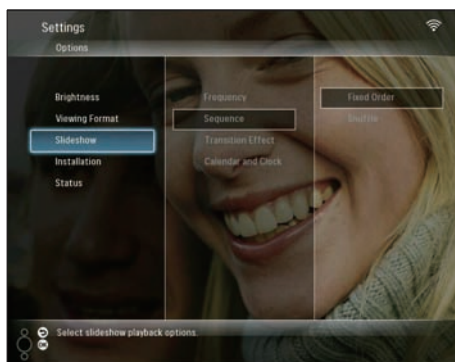 Settings
Options
Brightness
Viewing Format
Slideshow
Installation
Status
Frequency
Sequence
Transition Effect
Calendar and Clock
Fixed Order
Shuffle
OK
Select slideshow playback options.